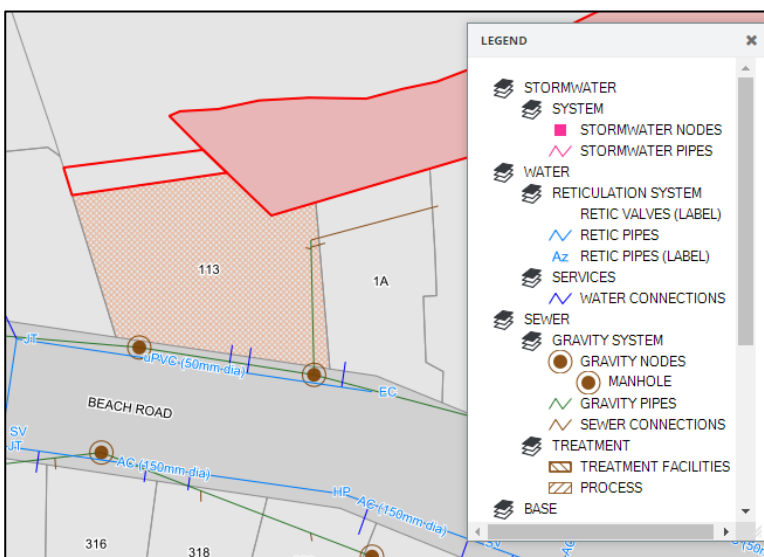 LEGEND
STORMWATER
SYSTEM
STORMWATER NODES
STORMWATER PIPES
WATER
RETICULATION SYSTEM
RETIC VALVES (LABEL)
RETIC PIPES
Az RETIC PIPES (LABEL)
SERVICES
WATER CONNECTIONS
SEWER
GRAVITY SYSTEM
GRAVITY NODES
MANHOLE
GRAVITY PIPES
SEWER CONNECTIONS
TREATMENT
TREATMENT FACILITIES
PROCESS
BASE
113
1A
JT
uPVC (50mm dia)
EC
BEACH ROAD
SV
JT
AC (150mm dia)
HP
AC (150mm dia)
SV
316
318